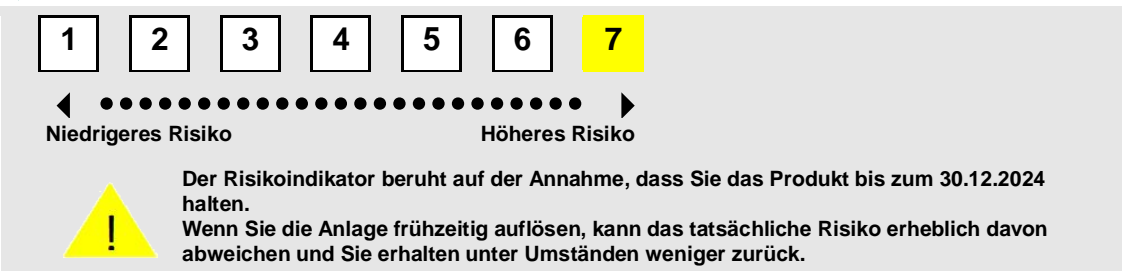 1 2 3 4 5 6 7
Niedrigeres Risiko Höheres Risiko
Der Risikoindikator beruht auf der Annahme, dass Sie das Produkt bis zum 30.12.2024
halten.
Wenn Sie die Anlage frühzeitig auflösen, kann das tatsächliche Risiko erheblich davon
abweichen und Sie erhalten unter Umständen weniger zurück.
!